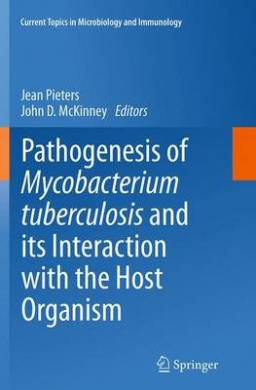 Current Topics in Microbiology and Immunology
Jean Pieters
John D. McKinney Editors
Pathogenesis of
Mycobacterium
tuberculosis and
its Interaction
with the Host
Organism
Springer